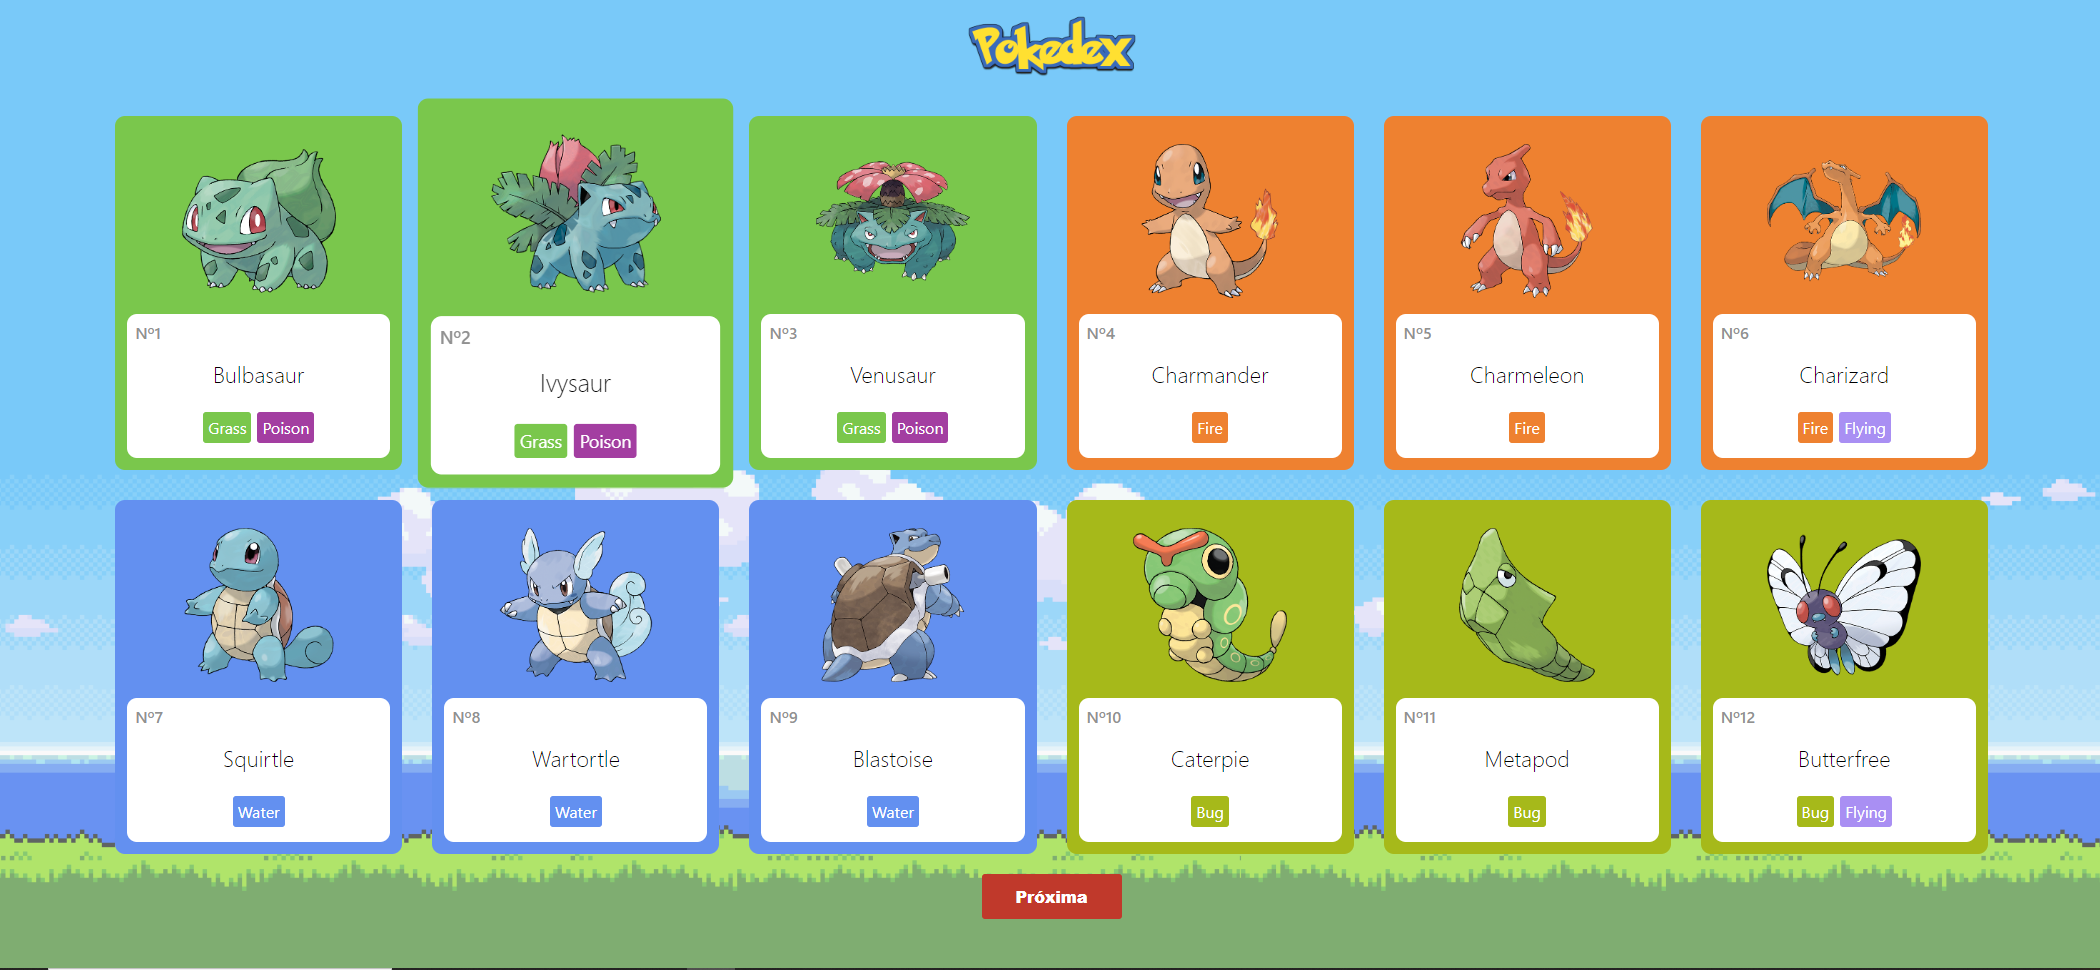 Pokedex
Nº1
Bulbasaur
Grass Poison
Nº2
Ivysaur
Grass Poison
Nº3
Venusaur
Grass Poison
Nº4
Charmander
Fire
Nº5
Charmeleon
Fire
Nº6
Charizard
Fire Flying
Nº7
Squirtle
Water
Nº8
Wartortle
Water
Nº9
Blastoise
Water
Nº10
Caterpie
Bug
Nº11
Metapod
Bug
Nº12
Butterfree
Bug Flying
Próxima